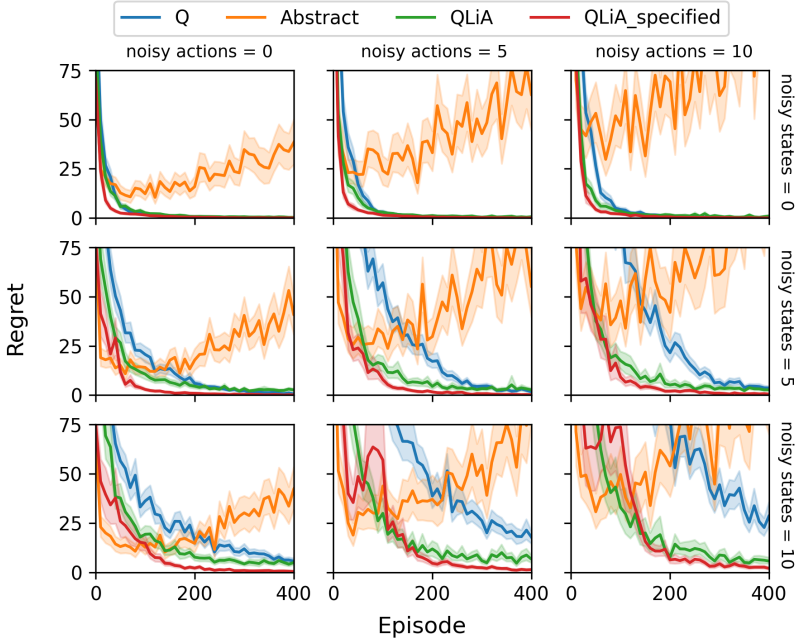 Q Abstract QLiA QLiA_specified
noisy actions = 0 noisy actions = 5 noisy actions = 10
75
50
25
0
noisy states = 0
75
50
25
0
noisy states = 5
75
50
25
0
noisy states = 10
0 200 400 0 200 400 0 200 400
Regret
Episode